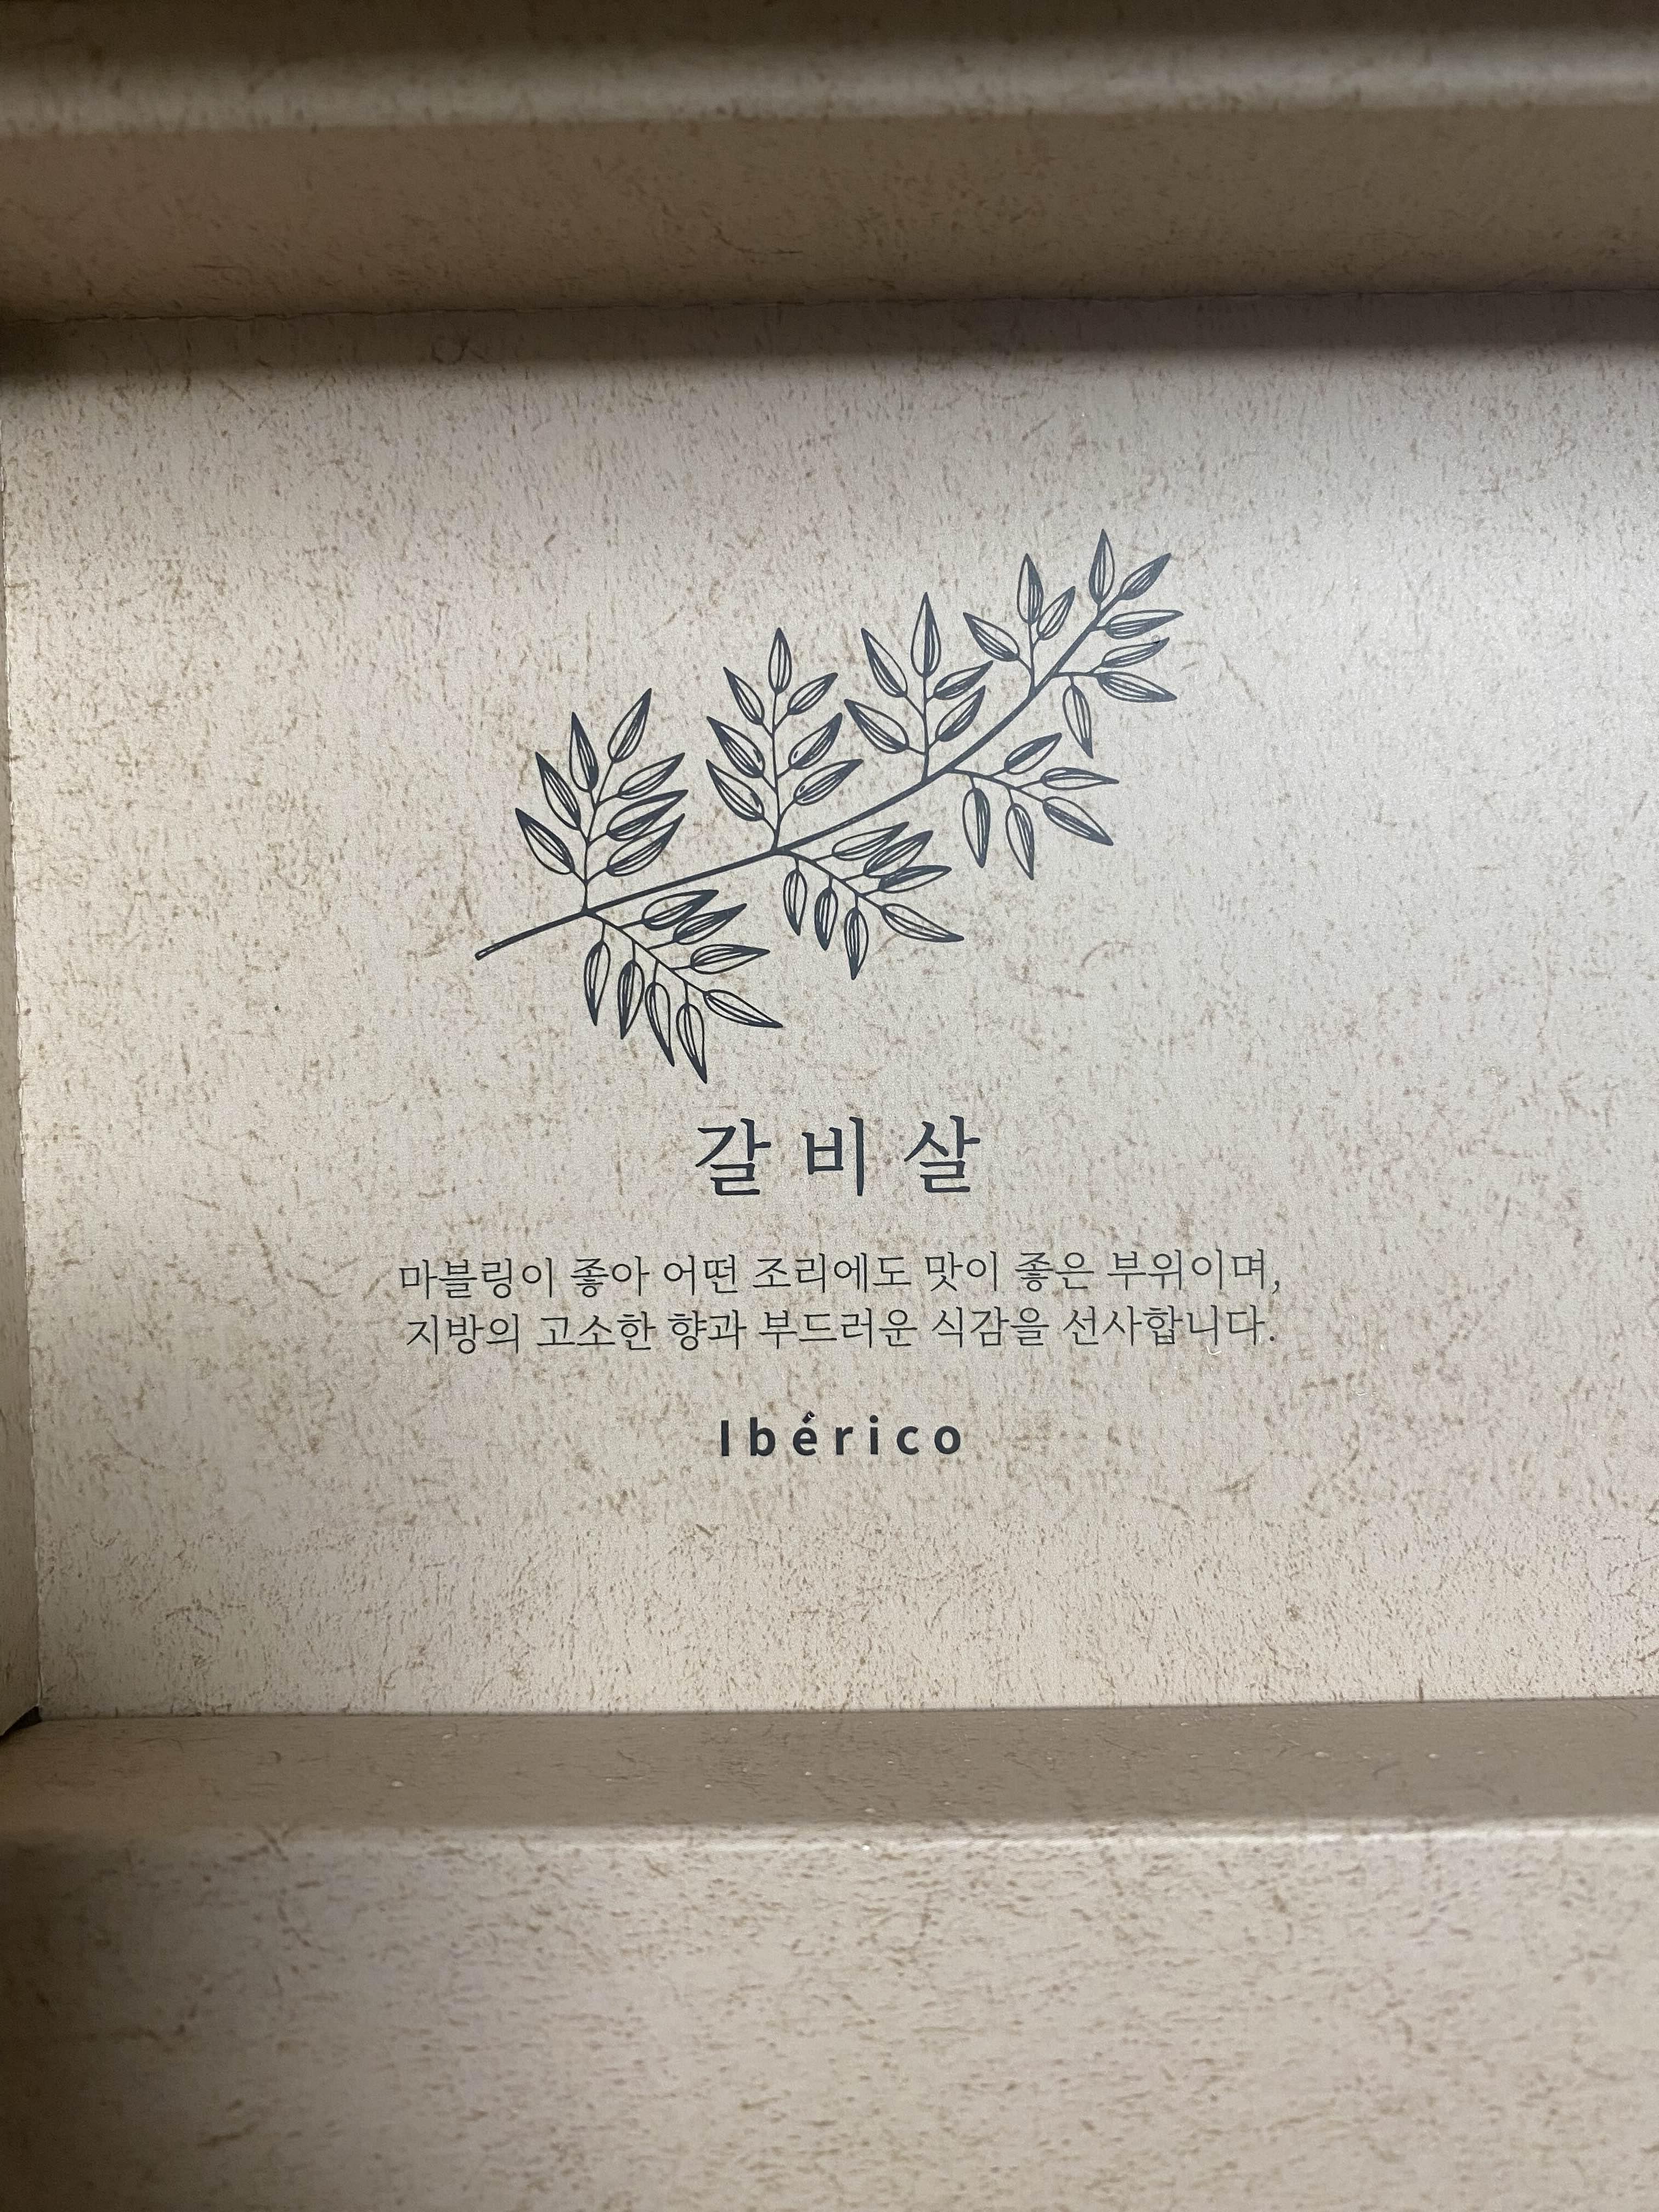 갈비살
마블링이 좋아 어떤 조리에도 맛이 좋은 부위이며,
지방의 고소한 향과 부드러운 식감을 선사합니다.
Ibérico